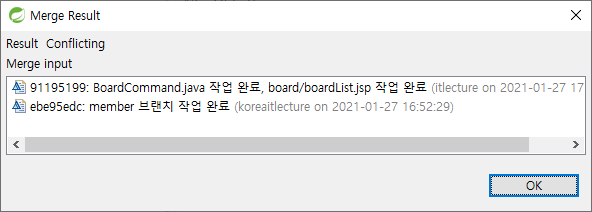 Merge Result
Result Conflicting
Merge input
91195199: BoardCommand.java 작업 완료, board/boardList.jsp 작업 완료 (itlecture on 2021-01-27 17
ebe95edc: member 브랜치 작업 완료 (koreaitlecture on 2021-01-27 16:52:29)
OK